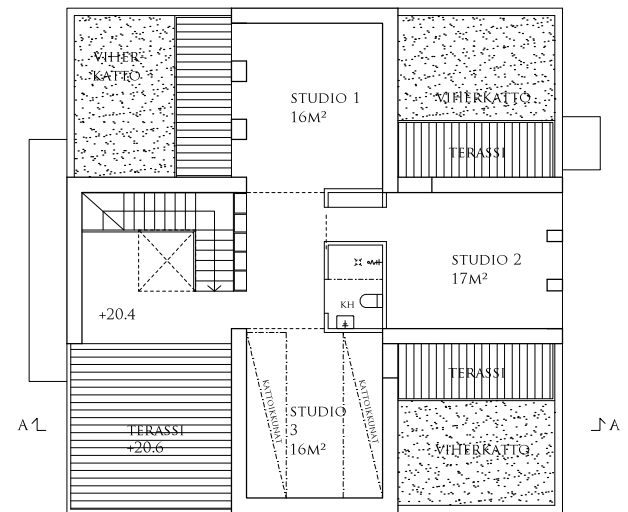 VIHER
KATTO
STUDIO 1
16M²
VIHERKATTO
TERASSI
STUDIO 2
17M²
KH
+20.4
TERASSI
KATTOIKKUNAT
KATTOIKKUNAT
STUDIO
3
16M²
TERASSI
+20.6
VIHERKATTO
A
A